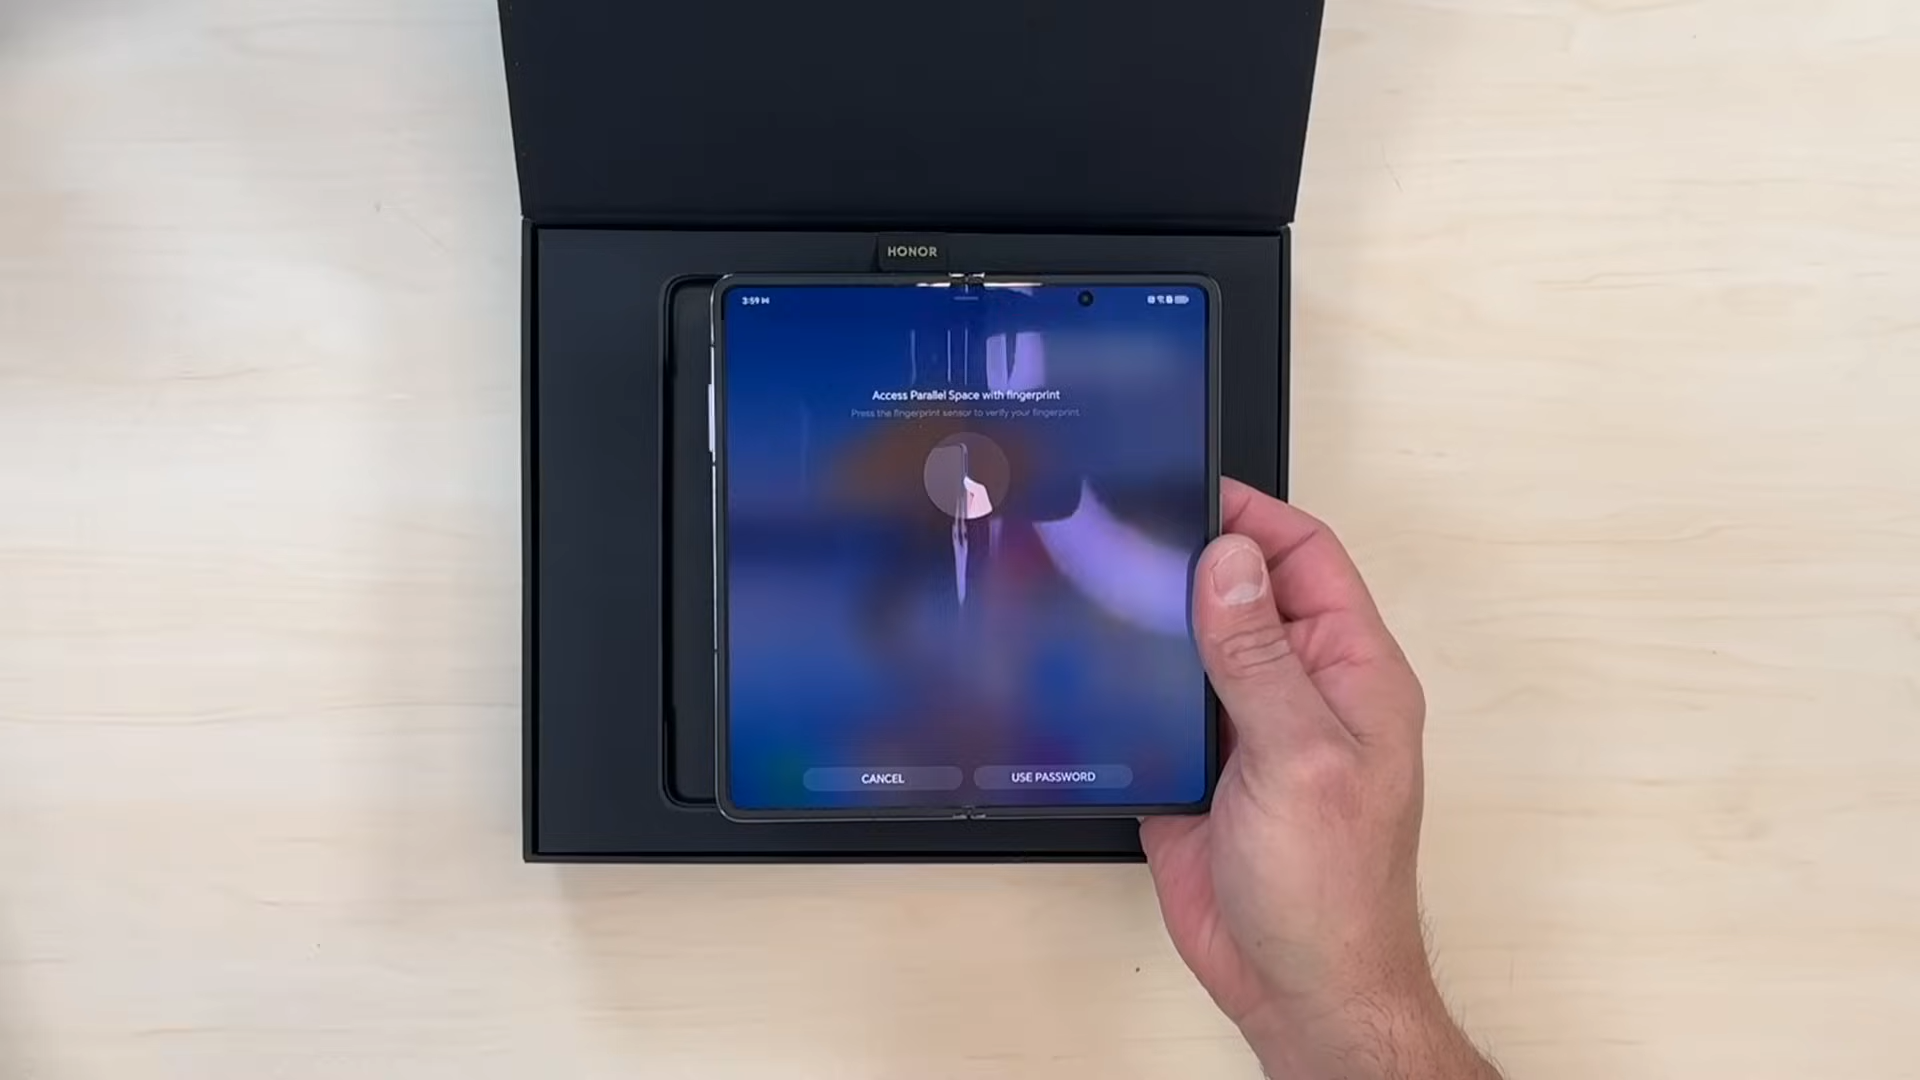 HONOR
3:59
Access Parallel Space with fingerprint
Press the fingerprint sensor to verify your fingerprint.
CANCEL
USE PASSWORD